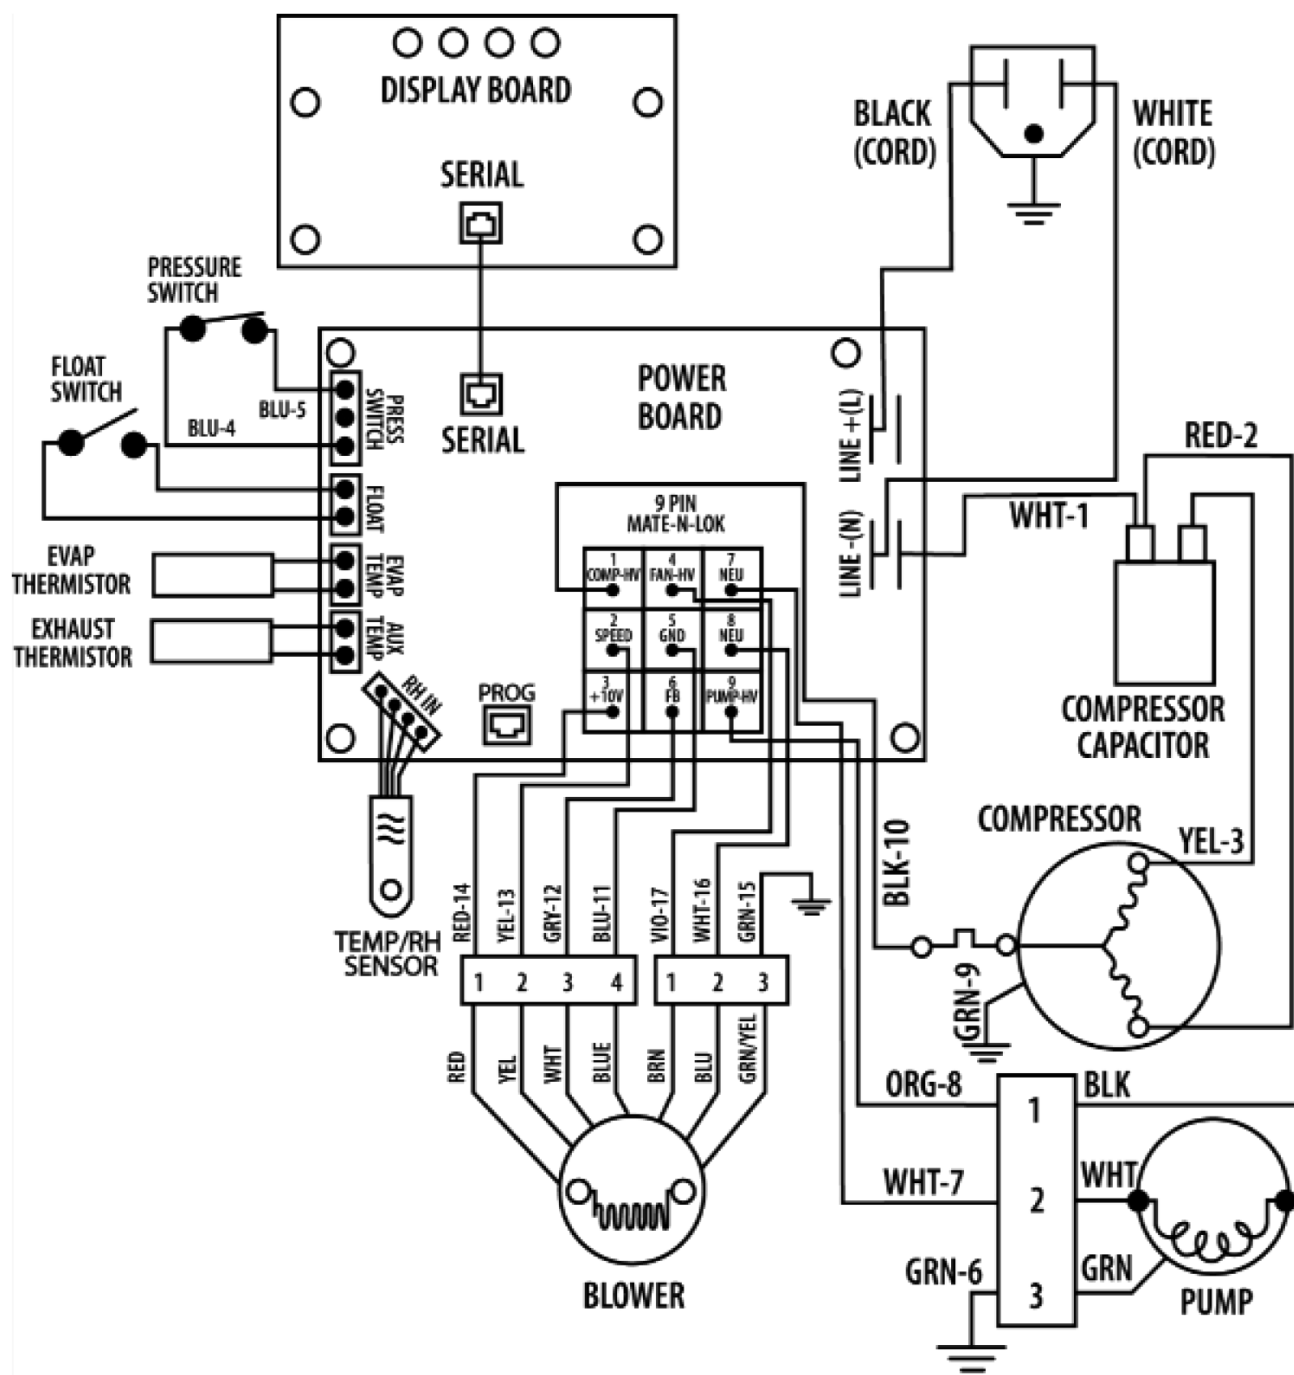 DISPLAY BOARD
SERIAL
BLACK
(CORD)
WHITE
(CORD)
PRESSURE
SWITCH
FLOAT
SWITCH
BLU-5
BLU-4
PRESS
SWITCH
FLOAT
EVAP
TEMP
AUX
TEMP
RH IN
EVAP
THERMISTOR
EXHAUST
THERMISTOR
SERIAL
POWER
BOARD
LINE +(L)
LINE -(N)
9 PIN
MATE-N-LOK
1
COMP-HV
4
FAN-HV
7
NEU
2
SPEED
5
GND
8
NEU
3
+10V
6
FB
9
PUMP-HV
PROG
TEMP/RH
SENSOR
RED-2
WHT-1
COMPRESSOR
CAPACITOR
COMPRESSOR
YEL-3
BLK-10
GRN-9
RED-14
YEL-13
GRY-12
BLU-11
VIO-17
WHT-16
GRN-15
1 2 3 4
1 2 3
RED
YEL
WHT
BLUE
BRN
BLU
GRN/YEL
BLOWER
ORG-8
1
BLK
WHT-7
2
WHT
GRN-6
3
GRN
PUMP